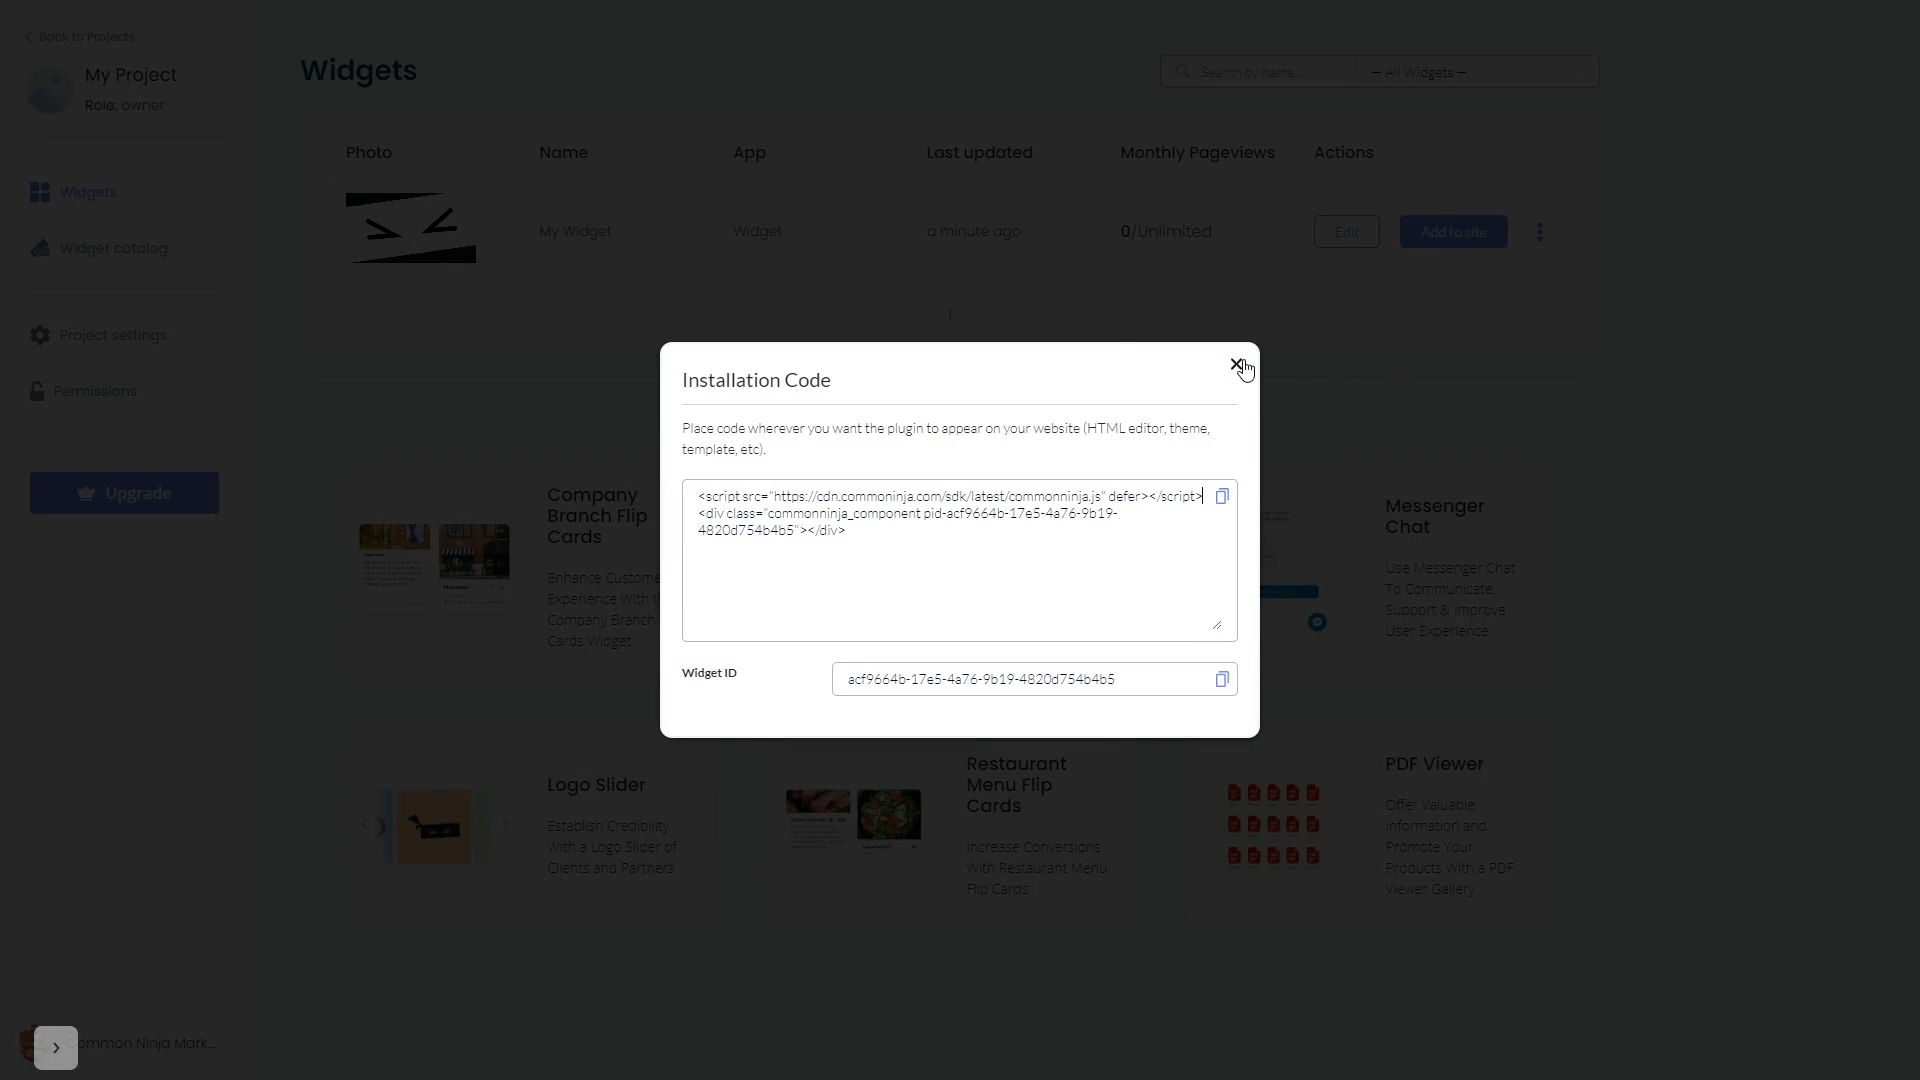 Back to Projects
My Project
Role: owner
Widgets
Widget catalog
Project settings
Permissions
Upgrade
Widgets
Search by name...
— All Widgets —
Photo
Name
App
Last updated
Monthly Pageviews
Actions
My Widget
Widget
a minute ago
0/Unlimited
Edit
Add to site
1
Installation Code
Place code wherever you want the plugin to appear on your website (HTML editor, theme,
template, etc).
<script src="https://cdn.commoninja.com/sdk/latest/commonninja.js" defer></script>
<div class="commonninja_component pid-acf9664b-17e5-4a76-9b19-
4820d754b4b5"></div>
Widget ID
acf9664b-17e5-4a76-9b19-4820d754b4b5
Company
Branch Flip
Cards
Enhance Custome
Experience With t
Company Branch
Cards Widget
Messenger
Chat
Use Messenger Chat
To Communicate,
Support & Improve
User Experience
Logo Slider
Establish Credibility
With a Logo Slider of
Clients and Partners
Restaurant
Menu Flip
Cards
Increase Conversions
With Restaurant Menu
Flip Cards
PDF Viewer
Offer Valuable
Information and
Promote Your
Products With a PDF
Viewer Gallery
ommon Ninja Mark...